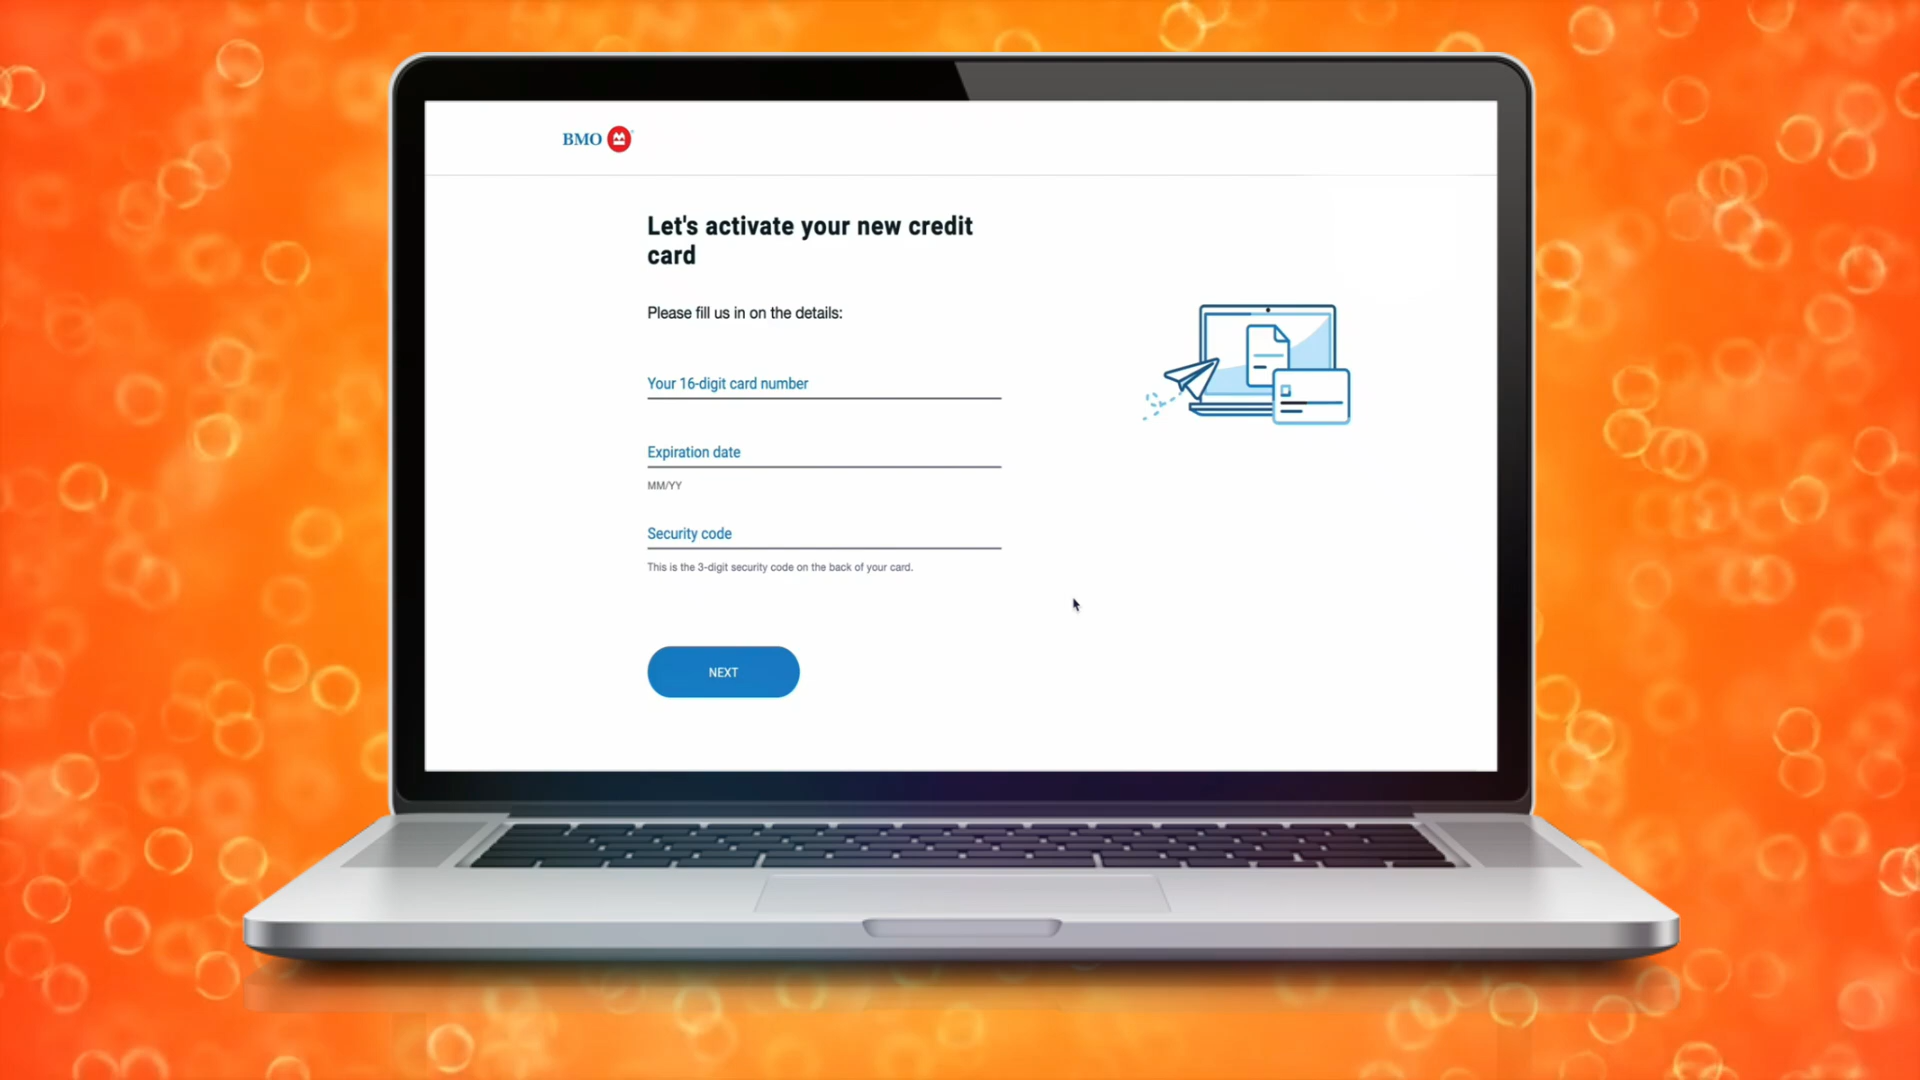 BMO
Let's activate your new credit
card
Please fill us in on the details:
Your 16-digit card number
Expiration date
MM/YY
Security code
This is the 3-digit security code on the back of your card.
NEXT